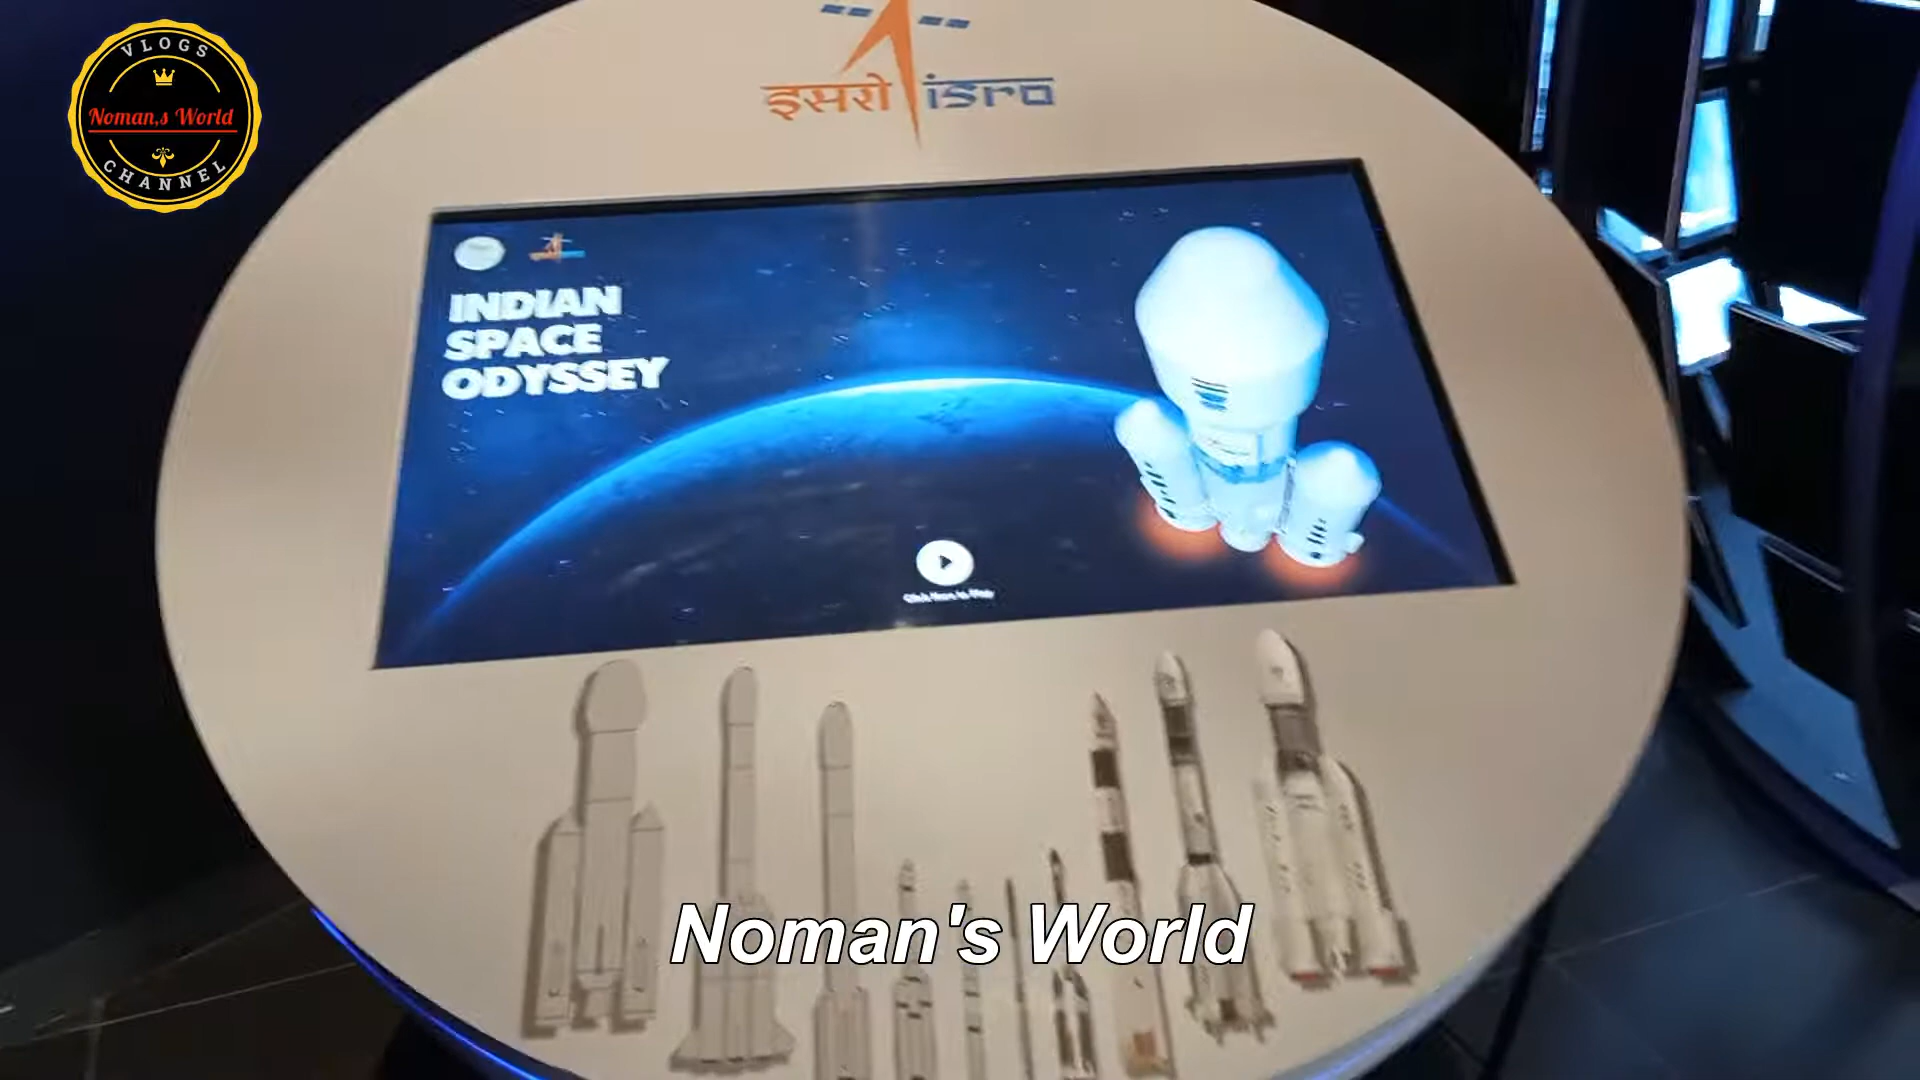 VLOGS
Noman,s World
CHANNEL
इसरो isro
INDIAN
SPACE
ODYSSEY
Noman's World